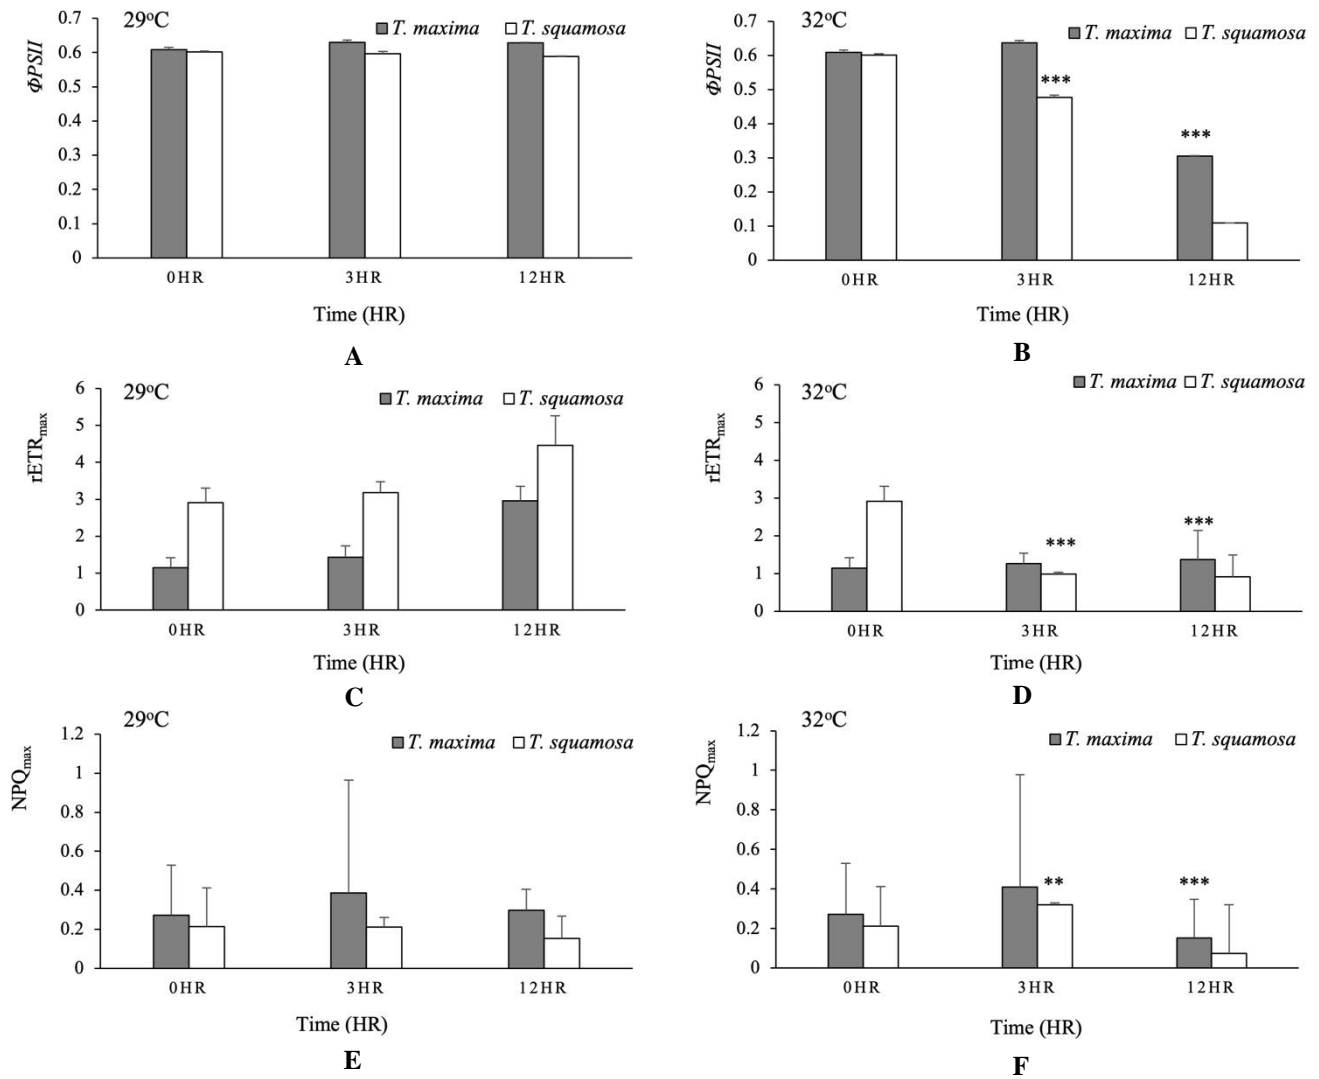 29°C
T. maxima T. squamosa
ΦPSII
0.7
0.6
0.5
0.4
0.3
0.2
0.1
0
0HR 3HR 12HR
Time (HR)
A
32°C
T. maxima T. squamosa
ΦPSII
0.7
0.6
0.5
0.4
0.3
0.2
0.1
0
***
***
0HR 3HR 12HR
Time (HR)
B
29°C
T. maxima T. squamosa
rETRmax
6
5
4
3
2
1
0
0HR 3HR 12HR
Time (HR)
C
32°C
T. maxima T. squamosa
rETRmax
6
5
4
3
2
1
0
***
***
0HR 3HR 12HR
Time (HR)
D
29°C
T. maxima T. squamosa
NPQmax
1.2
1
0.8
0.6
0.4
0.2
0
0HR 3HR 12HR
Time (HR)
E
32°C
T. maxima T. squamosa
NPQmax
1.2
1
0.8
0.6
0.4
0.2
0
** ***
0HR 3HR 12HR
Time (HR)
F